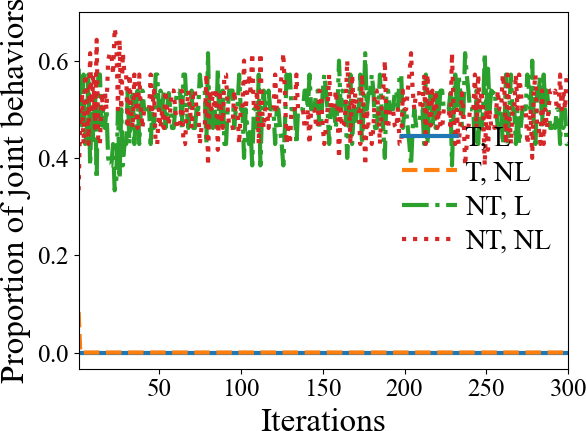 Proportion of joint behaviors
0.6
0.4
0.2
0.0
T, L
T, NL
NT, L
NT, NL
50
100
150
200
250
300
Iterations